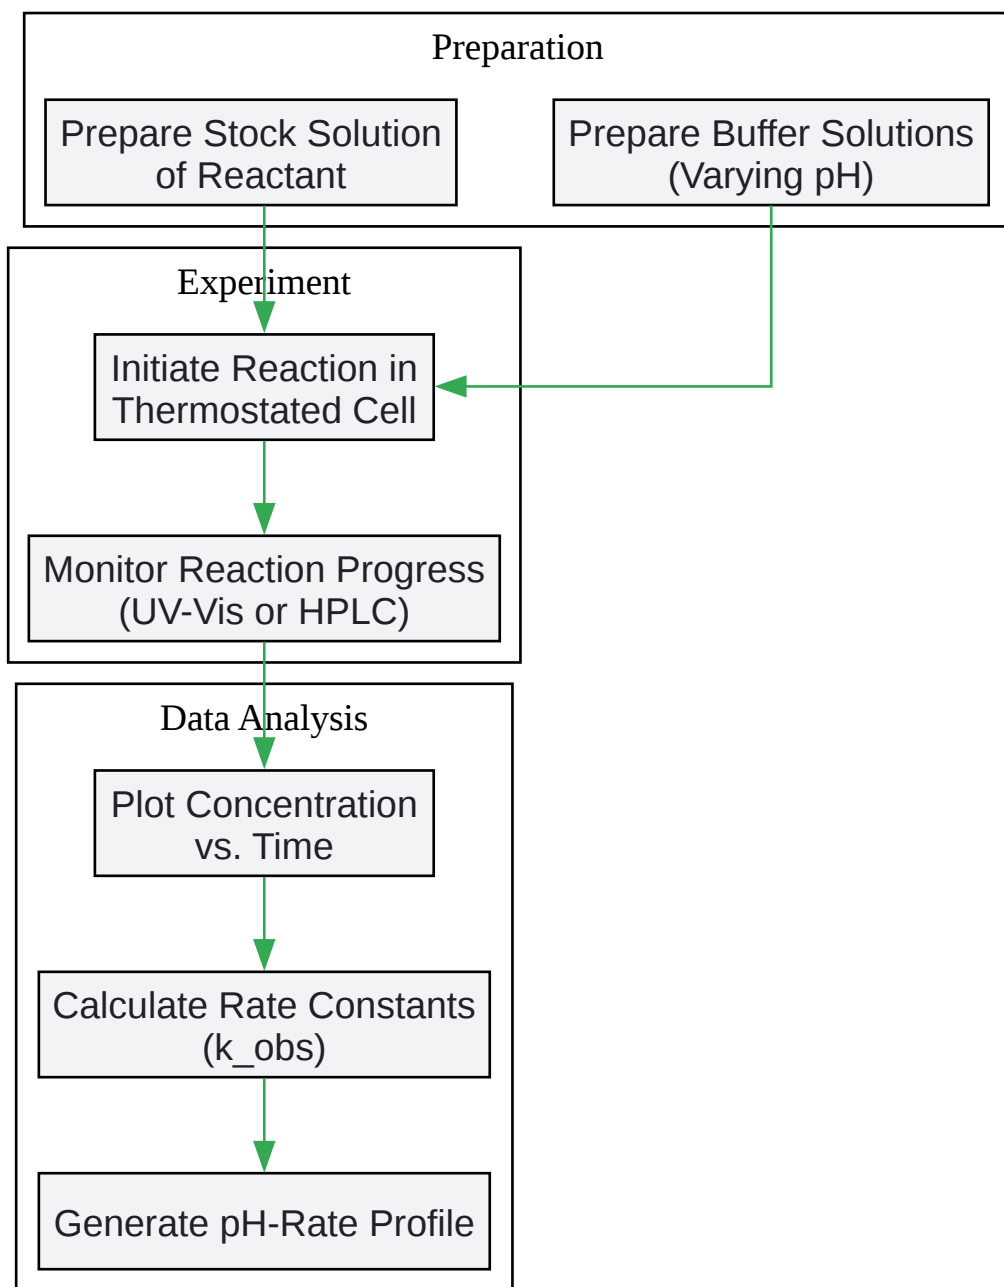 Preparation
Prepare Stock Solution
of Reactant
Prepare Buffer Solutions
(Varying pH)
Experiment
Initiate Reaction in
Thermostated Cell
Monitor Reaction Progress
(UV-Vis or HPLC)
Data Analysis
Plot Concentration
vs. Time
Calculate Rate Constants
(k_obs)
Generate pH-Rate Profile